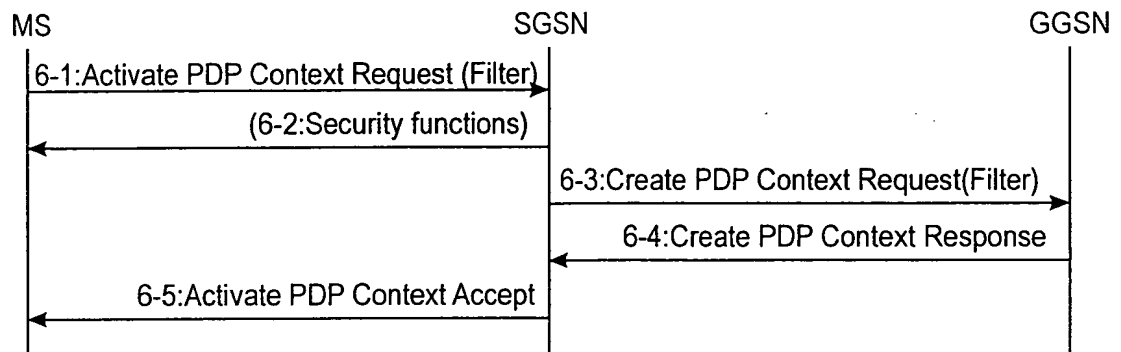 MS SGSN GGSN
6-1:Activate PDP Context Request (Filter)
(6-2:Security functions)
6-3:Create PDP Context Request(Filter)
6-4:Create PDP Context Response
6-5:Activate PDP Context Accept